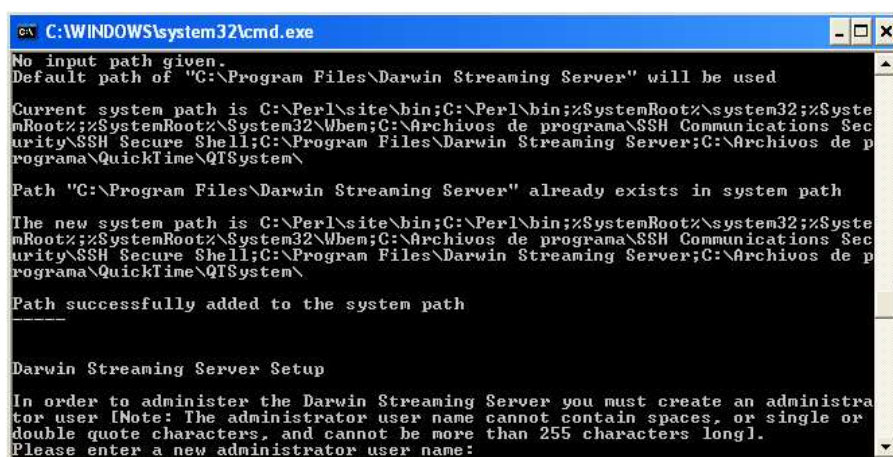 C:\WINDOWS\system32\cmd.exe
No input path given.
Default path of "C:\Program Files\Darwin Streaming Server" will be used
Current system path is C:\Perl\site\bin;C:\Perl\bin;%SystemRoot%\system32;%Syste
mRoot%;%SystemRoot%\System32\Wbem;C:\Archivos de programa\SSH Communications Sec
urity\SSH Secure Shell;C:\Program Files\Darwin Streaming Server;C:\Archivos de p
rograma\QuickTime\QTSystem\
Path "C:\Program Files\Darwin Streaming Server" already exists in system path
The new system path is C:\Perl\site\bin;C:\Perl\bin;%SystemRoot%\system32;%Syste
mRoot%;%SystemRoot%\System32\Wbem;C:\Archivos de programa\SSH Communications Sec
urity\SSH Secure Shell;C:\Program Files\Darwin Streaming Server;C:\Archivos de p
rograma\QuickTime\QTSystem\
Path successfully added to the system path
-----
Darwin Streaming Server Setup
In order to administer the Darwin Streaming Server you must create an administra
tor user [Note: The administrator user name cannot contain spaces, or single or
double quote characters, and cannot be more than 255 characters long].
Please enter a new administrator user name: